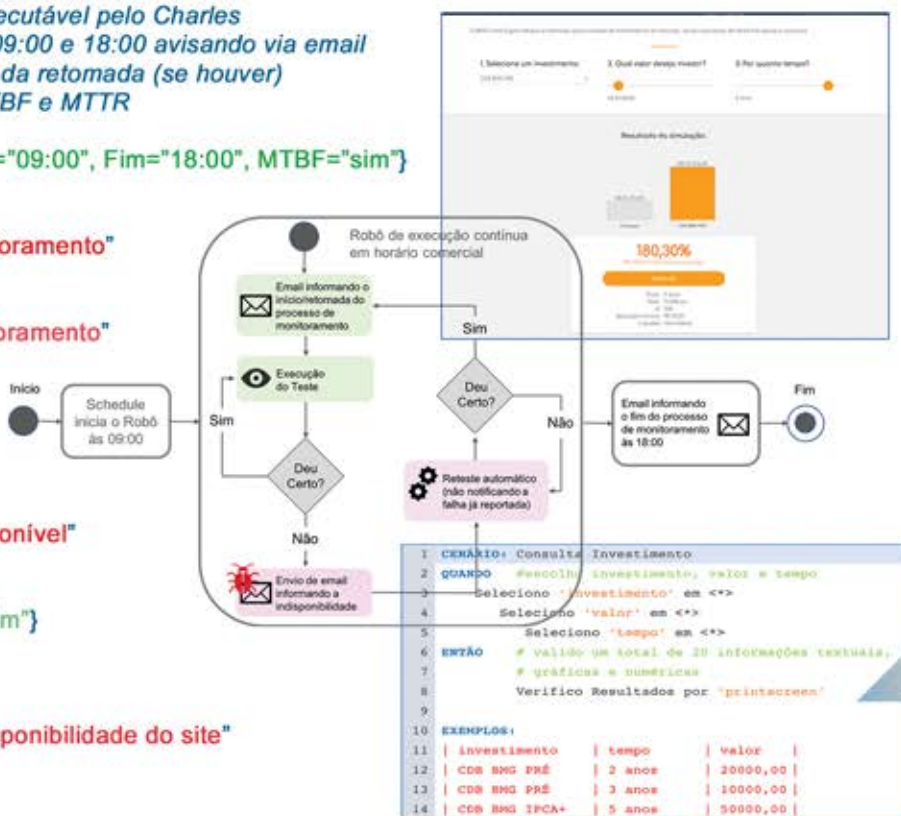 ecutável pelo Charles
09:00 e 18:00 avisando via email
da retomada (se houver)
TBF e MTTR
="09:00", Fim="18:00", MTBF="sim"}
oramento"
oramento"
onível"
m"}
ponibilidade do site"
1. Selecione um investimento
2. Qual valor deseja investir?
3. Por quanto tempo?
Resultado da simulação
180,30%
Início
Schedule
inicia o Robô
às 09:00
Robô de execução contínua
em horário comercial
Email informando o
início/retomada do
processo de
monitoramento
Execução
do Teste
Sim
Deu
Certo?
Não
Envio de email
informando a
indisponibilidade
Sim
Deu
Certo?
Não
Reteste automático
(não notificando a
falha já reportada)
Email informando
o fim do processo
de monitoramento
às 18:00
Fim
1 CENÁRIO: Consulta Investimento
2 QUANDO #escolho investimento, valor e tempo
3 Seleciono 'investimento' em <*>
4 Seleciono 'valor' em <*>
5 Seleciono 'tempo' em <*>
6 ENTÃO # valido um total de 20 informações textuais,
7 # gráficas e numéricas
8 Verifico Resultados por 'printscreen'
9
10 EXEMPLOS:
11 | investimento | tempo | valor |
12 | CDB BMG PRÉ | 2 anos | 20000,00 |
13 | CDB BMG PRÉ | 3 anos | 10000,00 |
14 | CDB BMG IPCA+ | 5 anos | 50000,00 |